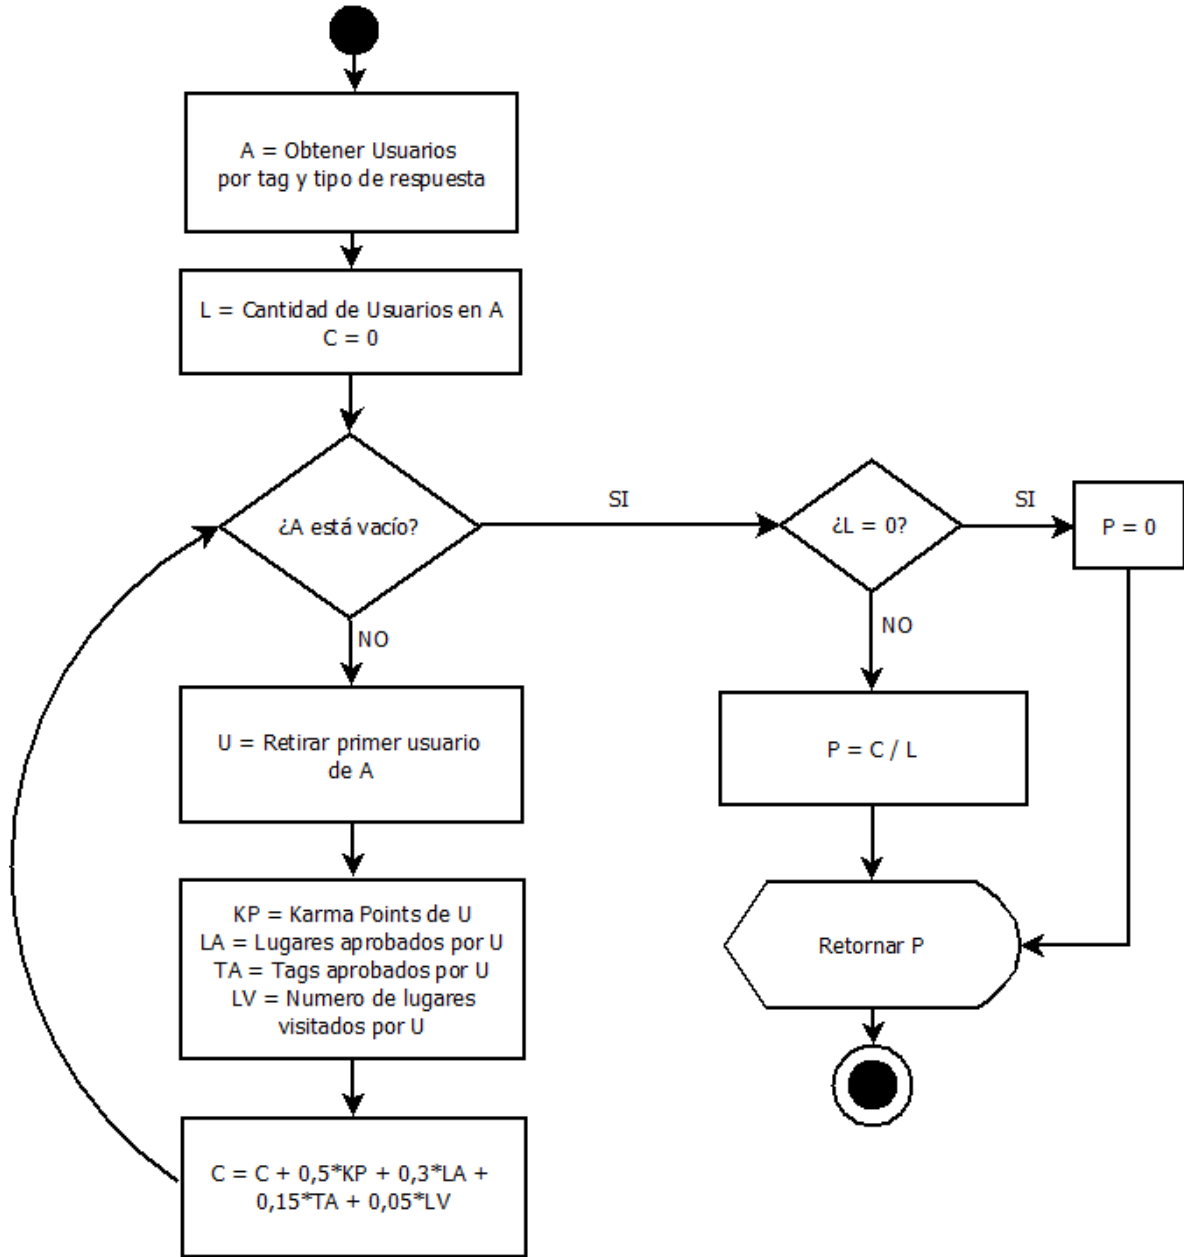 A = Obtener Usuarios
por tag y tipo de respuesta
L = Cantidad de Usuarios en A
C = 0
¿A está vacío?
SI
¿L = 0?
SI
P = 0
NO
NO
U = Retirar primer usuario
de A
P = C / L
KP = Karma Points de U
LA = Lugares aprobados por U
TA = Tags aprobados por U
LV = Numero de lugares
visitados por U
Retornar P
C = C + 0,5*KP + 0,3*LA +
0,15*TA + 0,05*LV